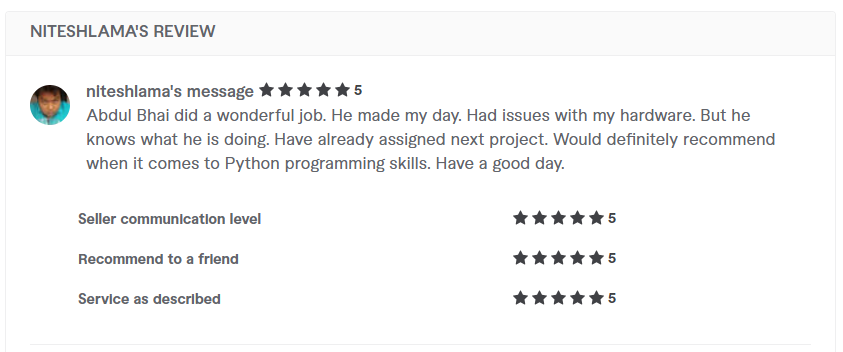 NITESHLAMA'S REVIEW
niteshlama's message ★★★★★ 5
Abdul Bhai did a wonderful job. He made my day. Had issues with my hardware. But he
knows what he is doing. Have already assigned next project. Would definitely recommend
when it comes to Python programming skills. Have a good day.
Seller communication level ★★★★★ 5
Recommend to a friend ★★★★★ 5
Service as described ★★★★★ 5